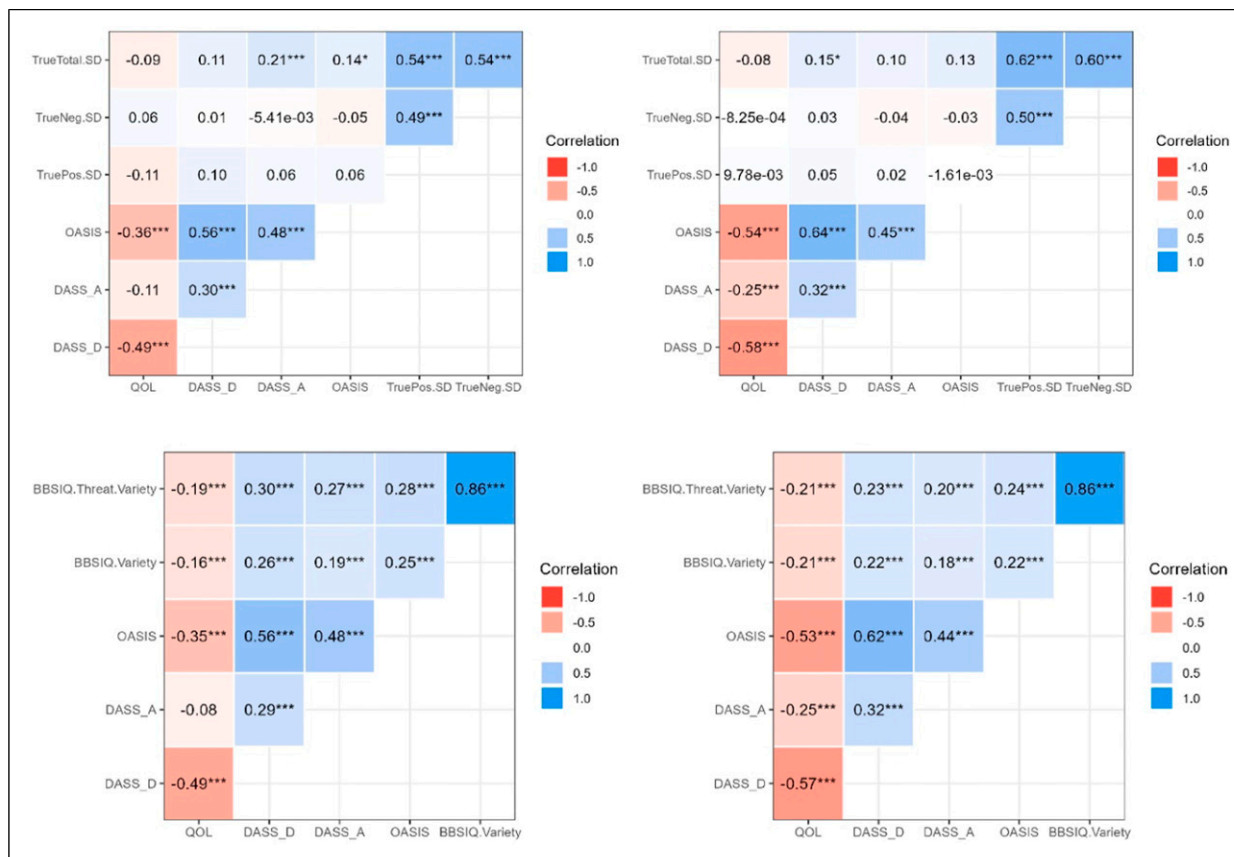 TrueTotal.SD -0.09 0.11 0.21*** 0.14* 0.54*** 0.54***
TrueNeg.SD 0.06 0.01 -5.41e-03 -0.05 0.49***
TruePos.SD -0.11 0.10 0.06 0.06
OASIS -0.36*** 0.56*** 0.48***
DASS_A -0.11 0.30***
DASS_D -0.49***
QOL DASS_D DASS_A OASIS TruePos.SD TrueNeg.SD
Correlation
-1.0
-0.5
0.0
0.5
1.0
TrueTotal.SD -0.08 0.15* 0.10 0.13 0.62*** 0.60***
TrueNeg.SD -8.25e-04 0.03 -0.04 -0.03 0.50***
TruePos.SD 9.78e-03 0.05 0.02 -1.61e-03
OASIS -0.54*** 0.64*** 0.45***
DASS_A -0.25*** 0.32***
DASS_D -0.58***
QOL DASS_D DASS_A OASIS TruePos.SD TrueNeg.SD
Correlation
-1.0
-0.5
0.0
0.5
1.0
BBSIQ.Threat.Variety -0.19*** 0.30*** 0.27*** 0.28*** 0.86***
BBSIQ.Variety -0.16*** 0.26*** 0.19*** 0.25***
OASIS -0.35*** 0.56*** 0.48***
DASS_A -0.08 0.29***
DASS_D -0.49***
QOL DASS_D DASS_A OASIS BBSIQ.Variety
Correlation
-1.0
-0.5
0.0
0.5
1.0
BBSIQ.Threat.Variety -0.21*** 0.23*** 0.20*** 0.24*** 0.86***
BBSIQ.Variety -0.21*** 0.22*** 0.18*** 0.22***
OASIS -0.53*** 0.62*** 0.44***
DASS_A -0.25*** 0.32***
DASS_D -0.57***
QOL DASS_D DASS_A OASIS BBSIQ.Variety
Correlation
-1.0
-0.5
0.0
0.5
1.0